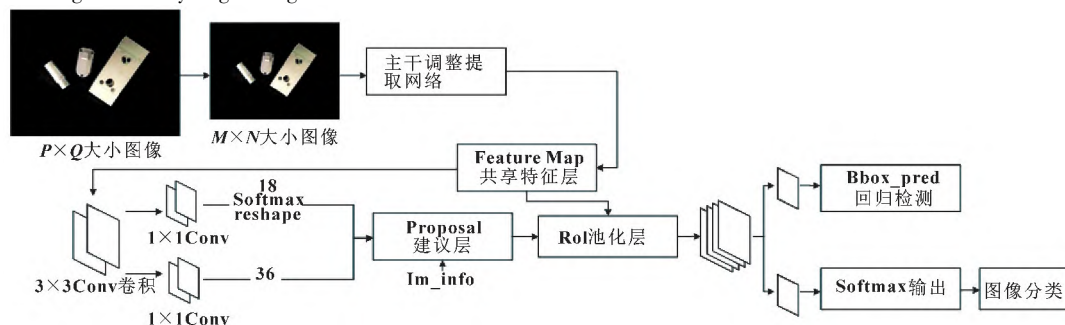 主干调整提
取网络
P×Q大小图像
M×N大小图像
Feature Map
共享特征层
18
Softmax
reshape
1×1Conv
3×3Conv卷积
36
1×1Conv
Proposal
建议层
Im_info
RoI池化层
Bbox_pred
回归检测
Softmax输出
图像分类